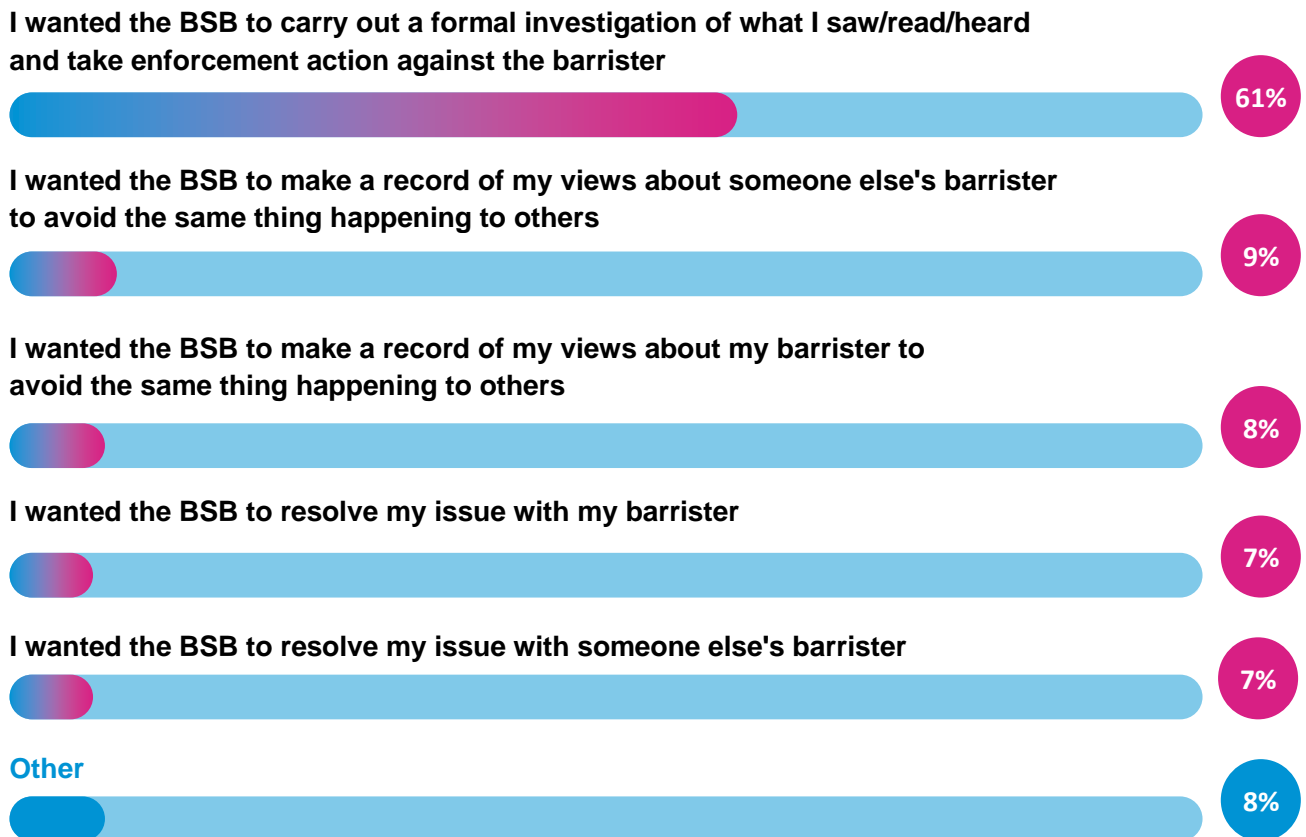 I wanted the BSB to carry out a formal investigation of what I saw/read/heard
and take enforcement action against the barrister
61%
I wanted the BSB to make a record of my views about someone else's barrister
to avoid the same thing happening to others
9%
I wanted the BSB to make a record of my views about my barrister to
avoid the same thing happening to others
8%
I wanted the BSB to resolve my issue with my barrister
7%
I wanted the BSB to resolve my issue with someone else's barrister
7%
Other
8%